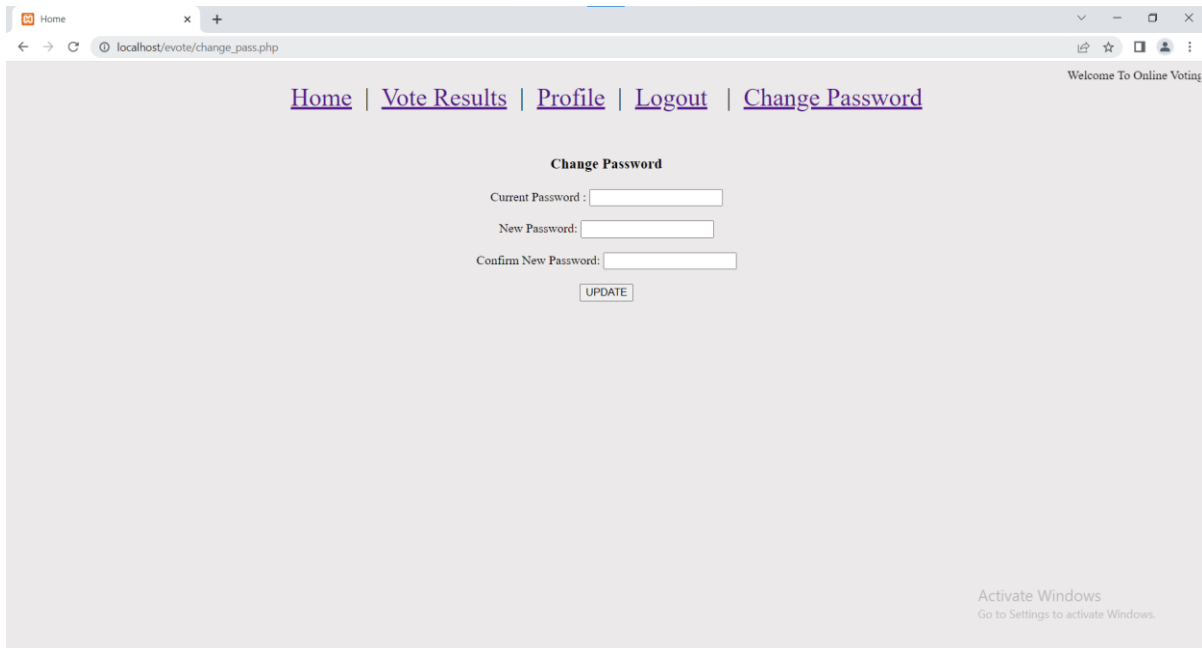 Home
localhost/evote/change_pass.php
Welcome To Online Voting
Home | Vote Results | Profile | Logout | Change Password
Change Password
Current Password :
New Password:
Confirm New Password:
UPDATE
Activate Windows
Go to Settings to activate Windows.